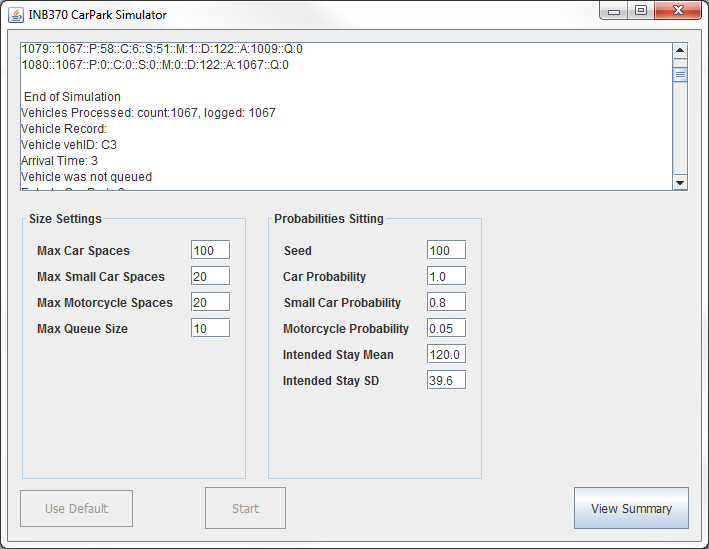 INB370 CarPark Simulator
1079::1067::P:58::C:6::S:51::M:1::D:122::A:1009::Q:0
1080::1067::P:0::C:0::S:0::M:0::D:122::A:1067::Q:0
End of Simulation
Vehicles Processed: count:1067, logged: 1067
Vehicle Record:
Vehicle vehID: C3
Arrival Time: 3
Vehicle was not queued
Size Settings
Max Car Spaces 100
Max Small Car Spaces 20
Max Motorcycle Spaces 20
Max Queue Size 10
Probabilities Sitting
Seed 100
Car Probability 1.0
Small Car Probability 0.8
Motorcycle Probability 0.05
Intended Stay Mean 120.0
Intended Stay SD 39.6
Use Default
Start
View Summary